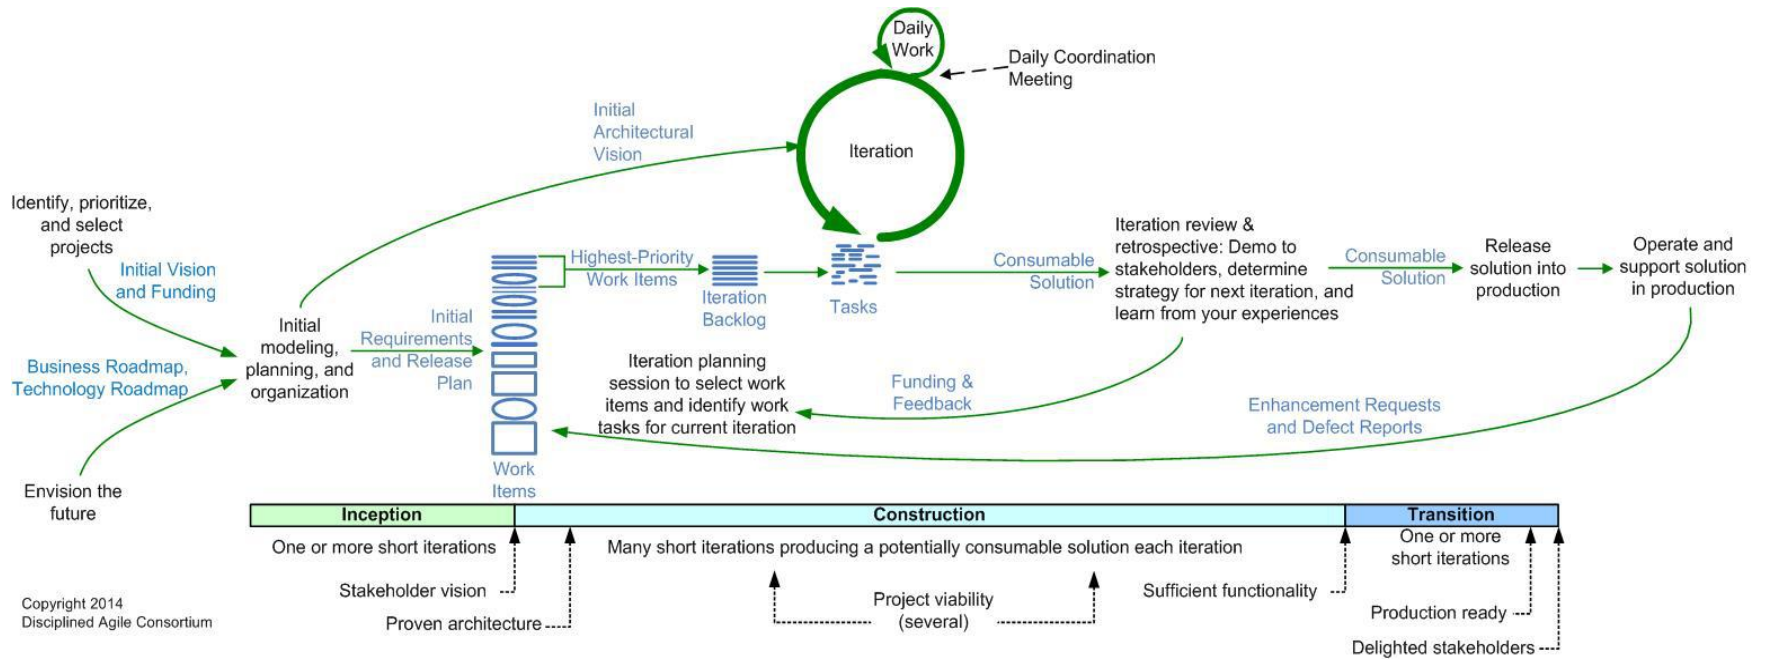 Daily
Work
Daily Coordination
Meeting
Initial
Architectural
Vision
Iteration
Identify, prioritize,
and select
projects
Initial Vision
and Funding
Business Roadmap,
Technology Roadmap
Envision the
future
Initial
modeling,
planning, and
organization
Initial
Requirements
and Release
Plan
Work
Items
Highest-Priority
Work Items
Iteration
Backlog
Tasks
Consumable
Solution
Iteration review &
retrospective: Demo to
stakeholders, determine
strategy for next iteration, and
learn from your experiences
Consumable
Solution
Release
solution into
production
Operate and
support solution
in production
Iteration planning
session to select work
items and identify work
tasks for current iteration
Funding &
Feedback
Enhancement Requests
and Defect Reports
Inception
Construction
Transition
One or more short iterations
Many short iterations producing a potentially consumable solution each iteration
One or more
short iterations
Stakeholder vision
Proven architecture
Project viability
(several)
Sufficient functionality
Production ready
Delighted stakeholders
Copyright 2014
Disciplined Agile Consortium